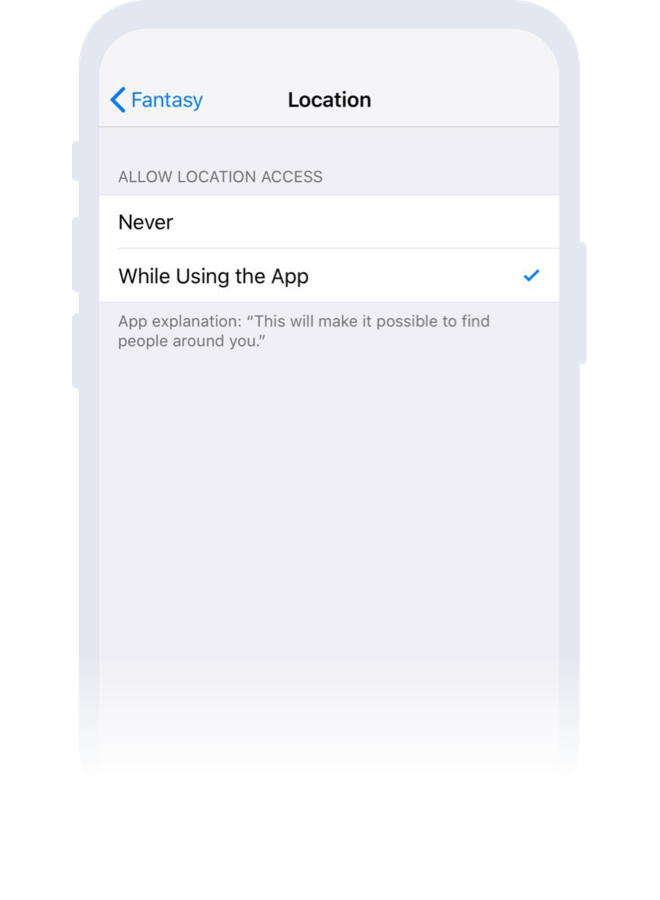 Fantasy
Location
ALLOW LOCATION ACCESS
Never
While Using the App
App explanation: “This will make it possible to find
people around you.”